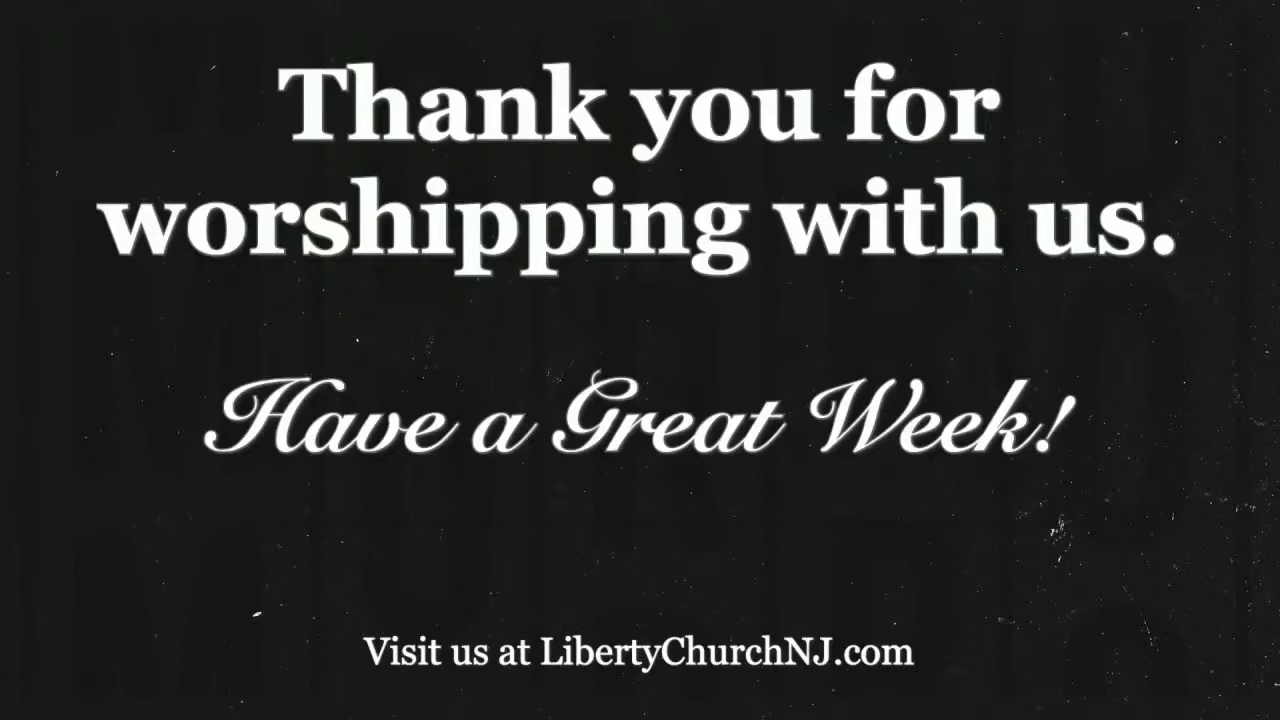 Thank you for
worshipping with us.
Have a Great Week!
Visit us at LibertyChurchNJ.com